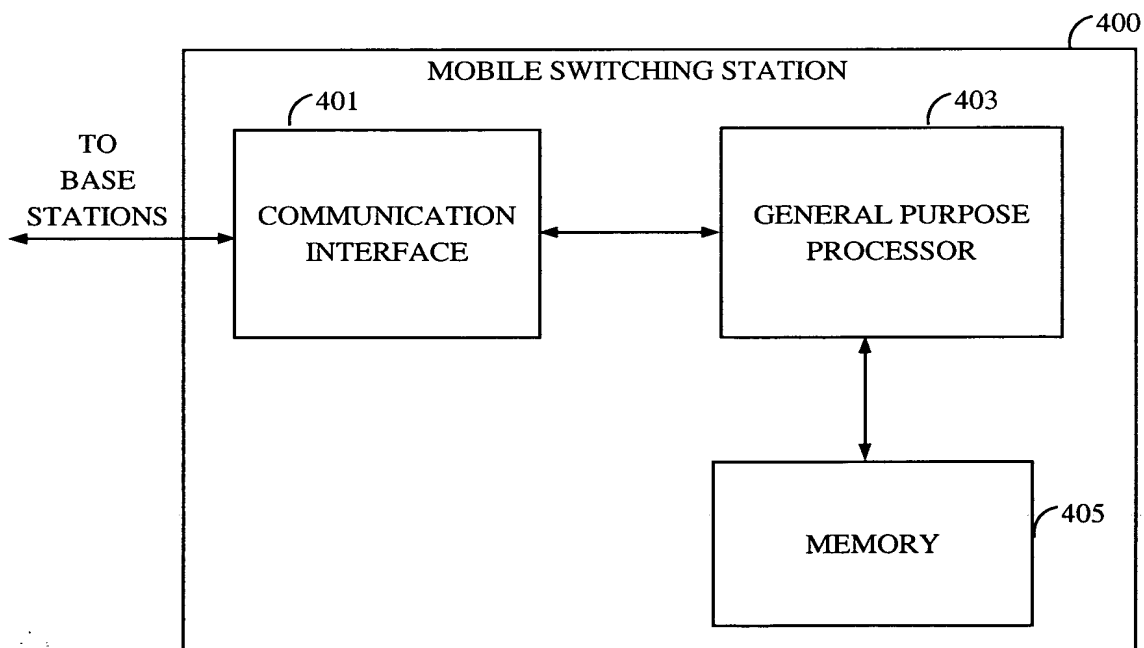 400
MOBILE SWITCHING STATION
401
403
TO
BASE
STATIONS
COMMUNICATION
INTERFACE
GENERAL PURPOSE
PROCESSOR
405
MEMORY